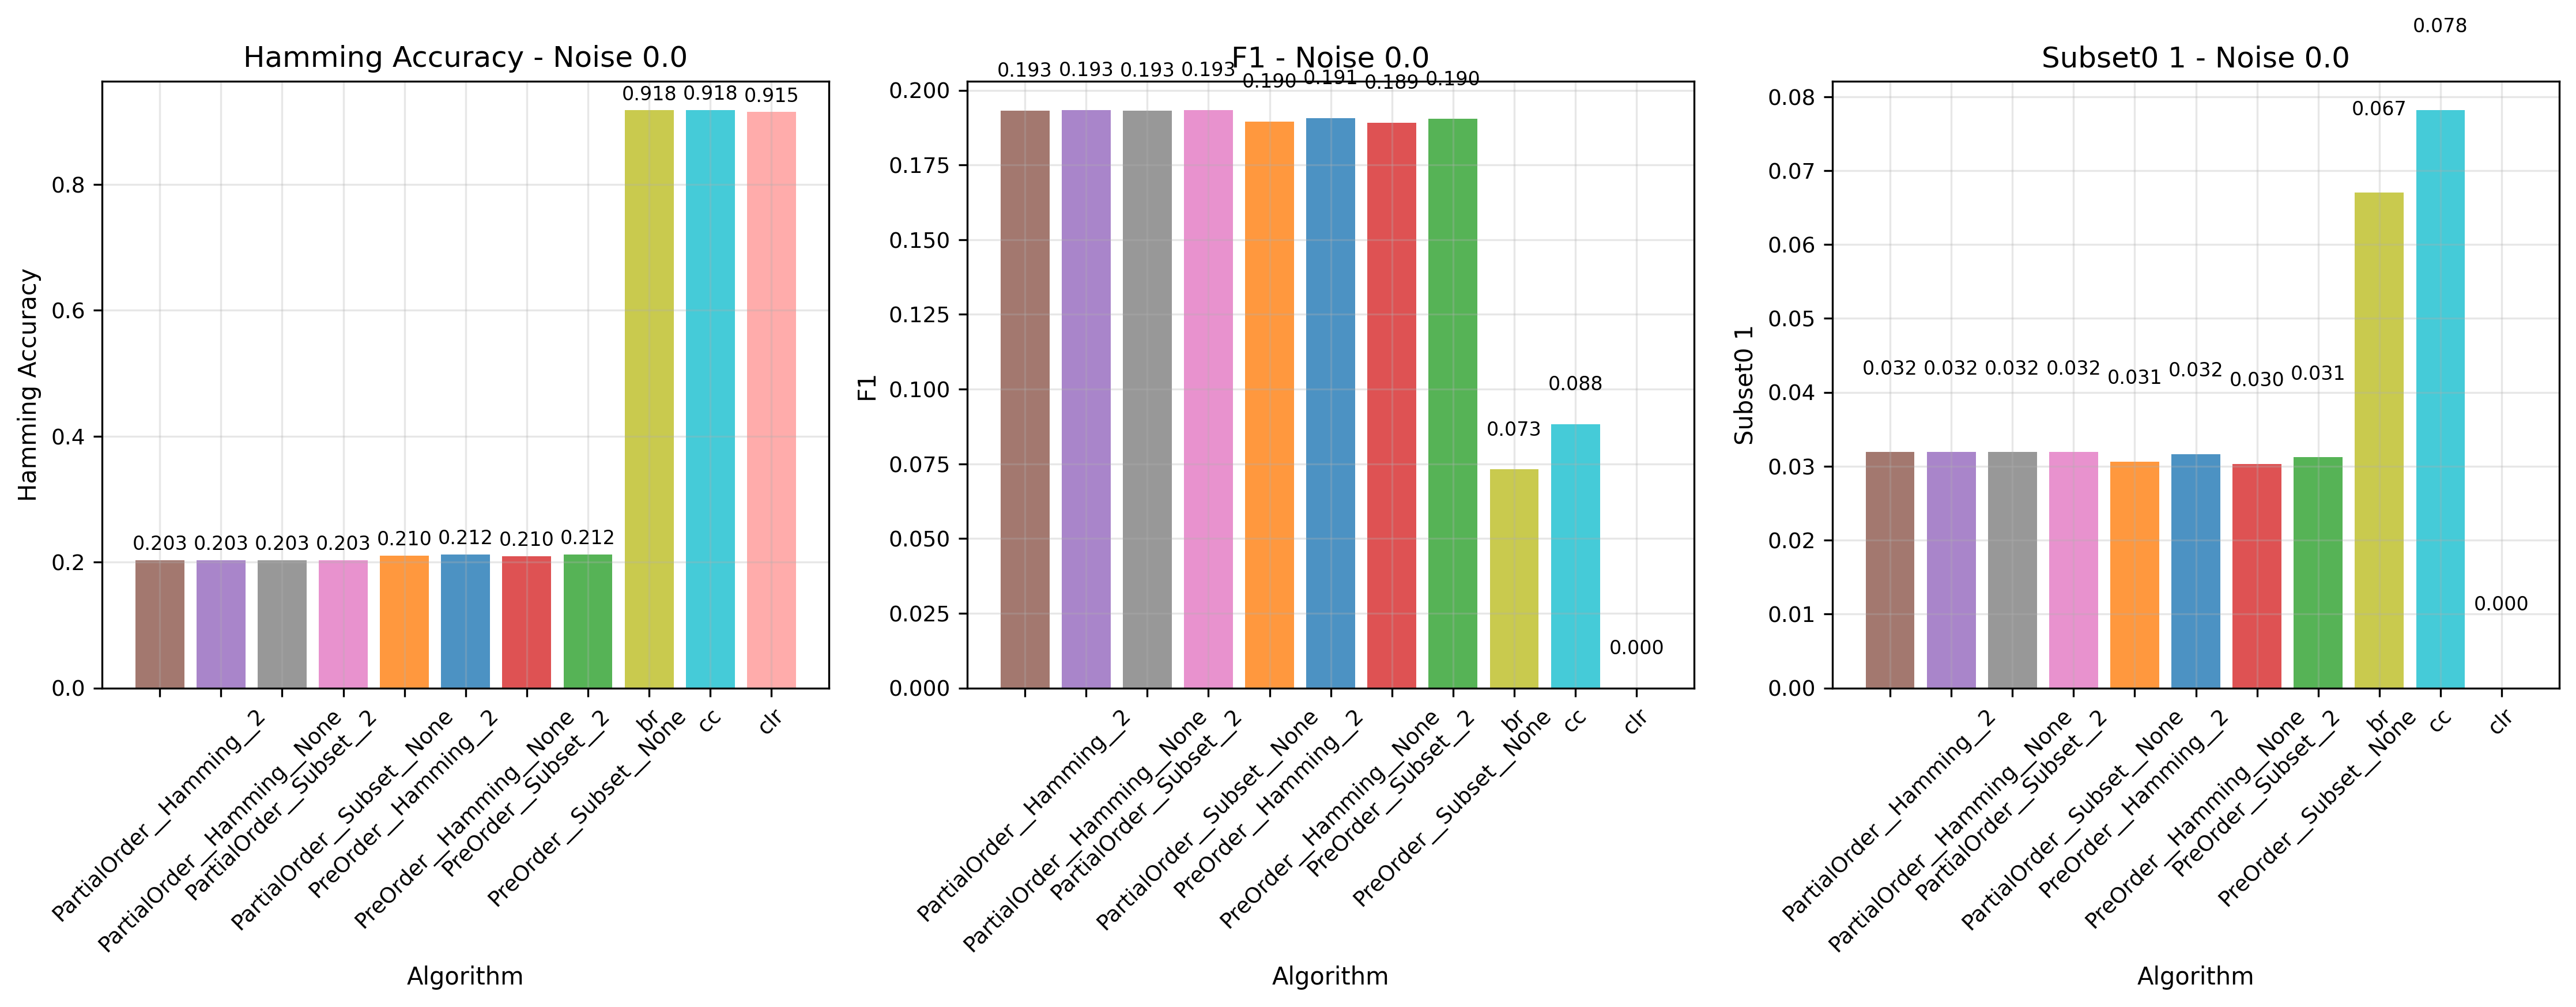 Hamming Accuracy - Noise 0.0
Hamming Accuracy
0.8
0.6
0.4
0.2
0.0
0.203 0.203 0.203 0.203 0.210 0.212 0.210 0.212 0.918 0.918 0.915
PartialOrder__Hamming__2
PartialOrder__Hamming__None
PartialOrder__Subset__2
PartialOrder__Subset__None
PreOrder__Hamming__2
PreOrder__Hamming__None
PreOrder__Subset__2
PreOrder__Subset__None
br
cc
clr
Algorithm
F1 - Noise 0.0
F1
0.200
0.175
0.150
0.125
0.100
0.075
0.050
0.025
0.000
0.193 0.193 0.193 0.193 0.190 0.191 0.189 0.190 0.073 0.088 0.000
PartialOrder__Hamming__2
PartialOrder__Hamming__None
PartialOrder__Subset__2
PartialOrder__Subset__None
PreOrder__Hamming__2
PreOrder__Hamming__None
PreOrder__Subset__2
PreOrder__Subset__None
br
cc
clr
Algorithm
Subset0 1 - Noise 0.0
Subset0 1
0.08
0.07
0.06
0.05
0.04
0.03
0.02
0.01
0.00
0.032 0.032 0.032 0.032 0.031 0.032 0.030 0.031 0.067 0.078 0.000
PartialOrder__Hamming__2
PartialOrder__Hamming__None
PartialOrder__Subset__2
PartialOrder__Subset__None
PreOrder__Hamming__2
PreOrder__Hamming__None
PreOrder__Subset__2
PreOrder__Subset__None
br
cc
clr
Algorithm